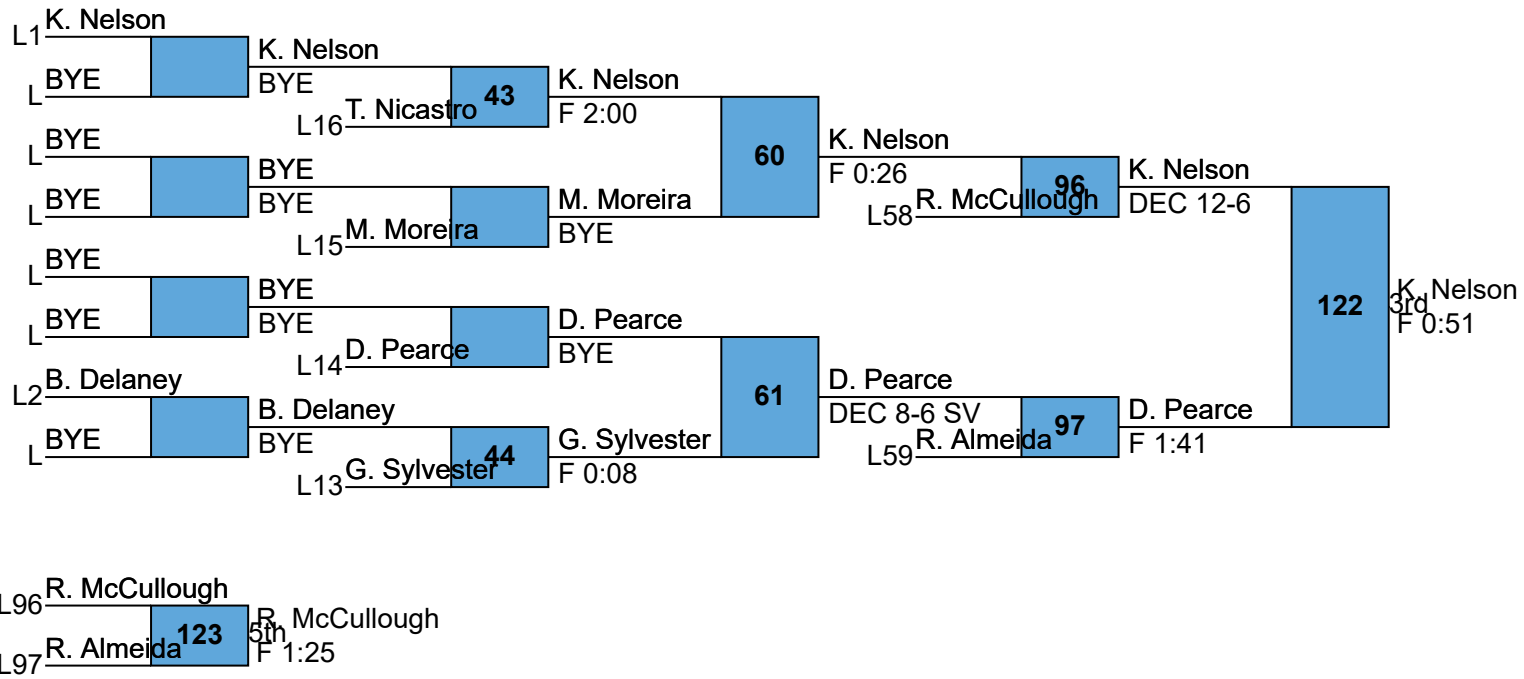 K. Nelson
L1
K. Nelson
BYE
L
BYE
K. Nelson
43
T. Nicastro
L16
F 2:00
BYE
L
BYE
K. Nelson
60
F 0:26
BYE
L
BYE
K. Nelson
96
R. McCullough
L58
DEC 12-6
M. Moreira
M. Moreira
L15
BYE
BYE
L
BYE
K. Nelson
122
3rd
F 0:51
BYE
L
BYE
D. Pearce
D. Pearce
L14
BYE
B. Delaney
L2
D. Pearce
61
DEC 8-6 SV
B. Delaney
D. Pearce
97
R. Almeida
L59
F 1:41
BYE
L
BYE
G. Sylvester
44
G. Sylvester
L13
F 0:08
R. McCullough
L96
R. McCullough
123
5th
R. Almeida
F 1:25
L97